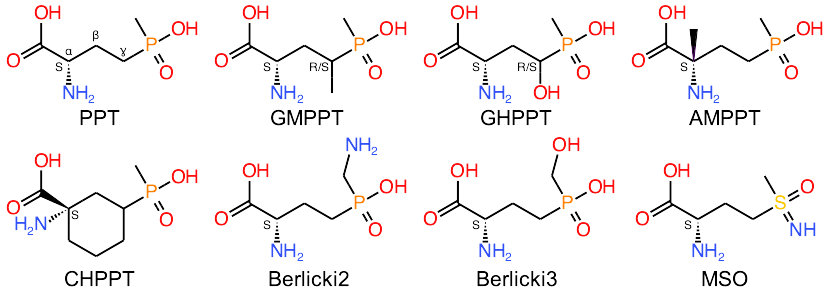 OH
O
S
α
β
γ
NH2
P
OH
O
PPT
OH
O
S
NH2
R/S
P
OH
O
GMPPT
OH
O
S
NH2
R/S
OH
P
OH
O
GHPPT
OH
O
S
NH2
P
OH
O
AMPPT
OH
O
S
H2N
P
OH
O
CHPPT
OH
O
S
NH2
NH2
P
OH
O
Berlicki2
OH
O
S
NH2
OH
P
OH
O
Berlicki3
OH
O
S
NH2
S
O
NH
MSO